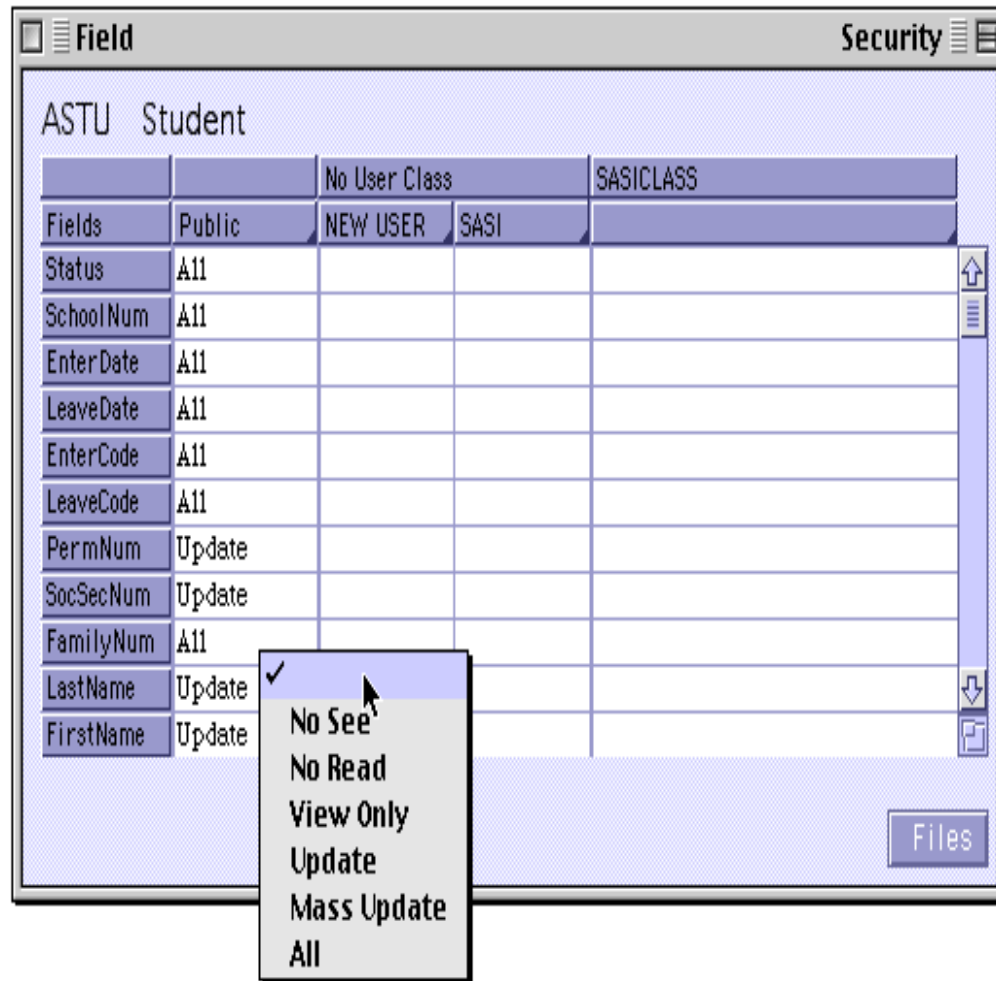 Field Security
ASTU Student
No User Class SASICLASS
Fields Public NEW USER SASI
Status All
SchoolNum All
EnterDate All
LeaveDate All
EnterCode All
LeaveCode All
PermNum Update
SocSecNum Update
FamilyNum All
LastName Update
FirstName Update
No See
No Read
View Only
Update
Mass Update
All
Files